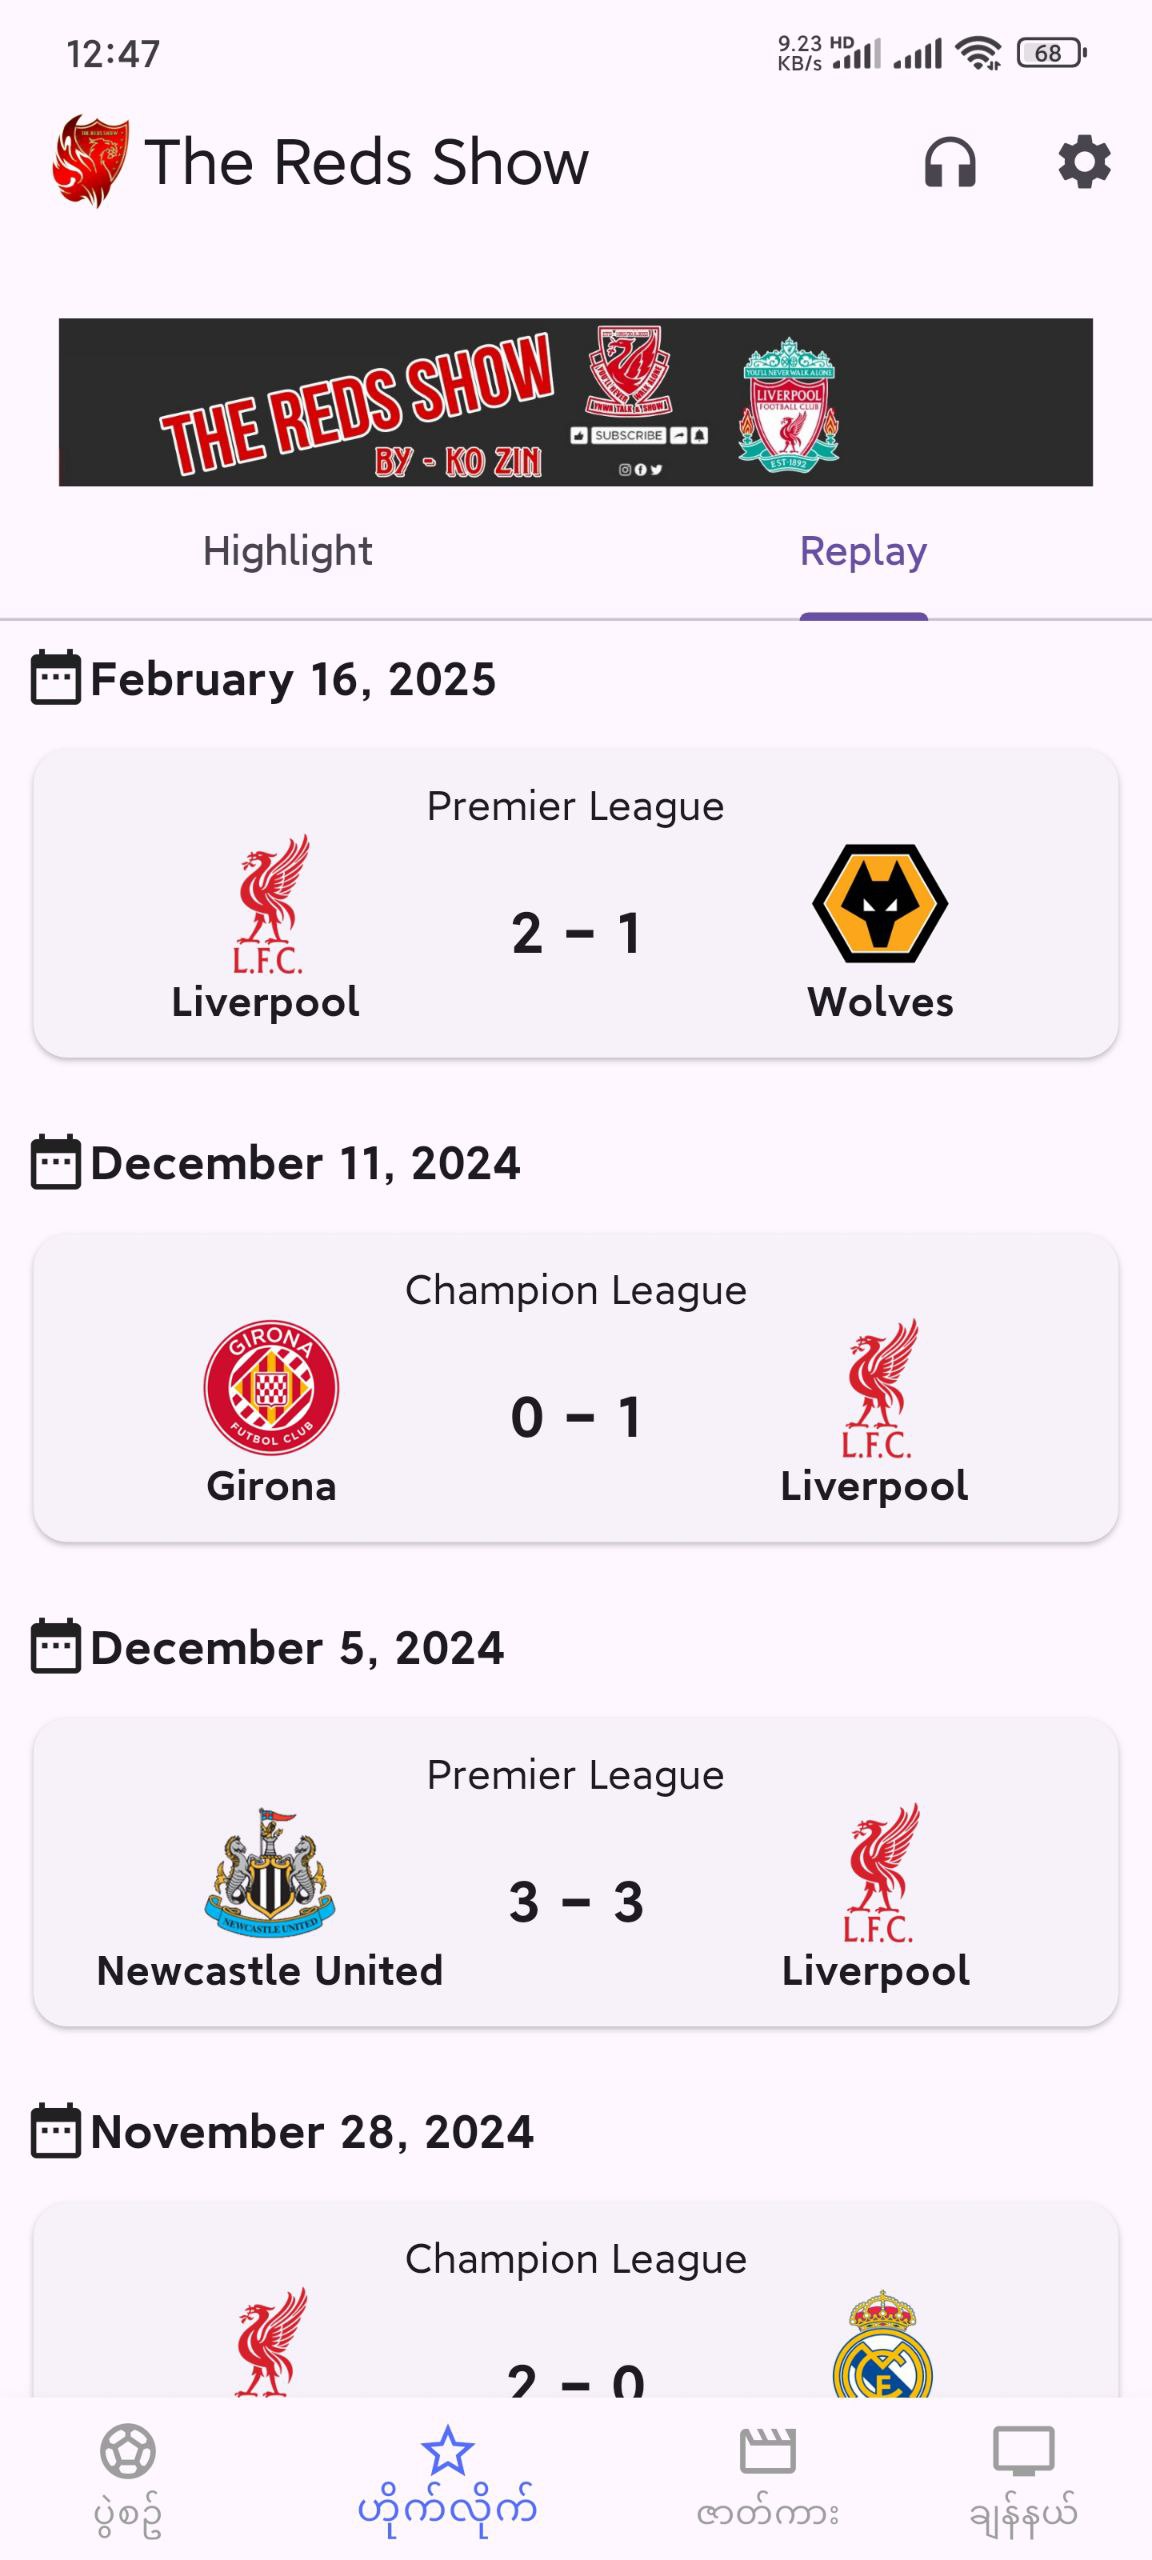 12:47
9.23 KB/s HD 68
The Reds Show
THE REDS SHOW
BY - KO ZIN
YNWA TALK & SHOW
SUBSCRIBE
YOU'LL NEVER WALK ALONE
LIVERPOOL
FOOTBALL CLUB
EST·1892
Highlight
Replay
February 16, 2025
Premier League
L.F.C.
2 – 1
Liverpool
Wolves
December 11, 2024
Champion League
GIRONA
FUTBOL CLUB
0 – 1
L.F.C.
Girona
Liverpool
December 5, 2024
Premier League
NEWCASTLE UNITED
3 – 3
L.F.C.
Newcastle United
Liverpool
November 28, 2024
Champion League
2 – 0
ပွဲစဉ်
ဟိုက်လိုက်
ဇာတ်ကား
ချန်နယ်